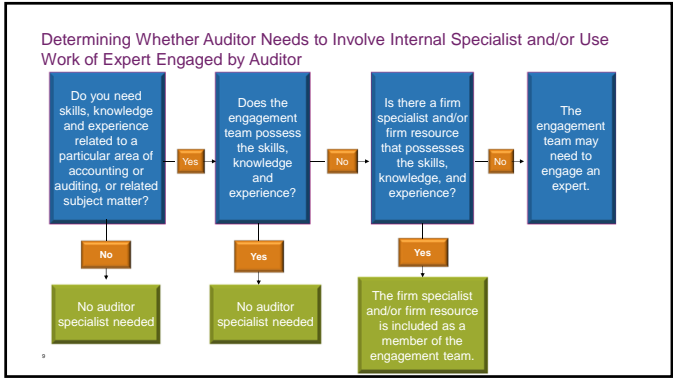 Determining Whether Auditor Needs to Involve Internal Specialist and/or Use
Work of Expert Engaged by Auditor
Do you need
skills, knowledge
and experience
related to a
particular area of
accounting or
auditing, or related
subject matter?
Yes
Does the
engagement
team possess
the skills,
knowledge
and
experience?
No
Is there a firm
specialist and/or
firm resource
that possesses
the skills,
knowledge, and
experience?
No
The
engagement
team may
need to
engage an
expert.
No
Yes
Yes
No auditor
specialist needed
No auditor
specialist needed
The firm specialist
and/or firm resource
is included as a
member of the
engagement team.
9